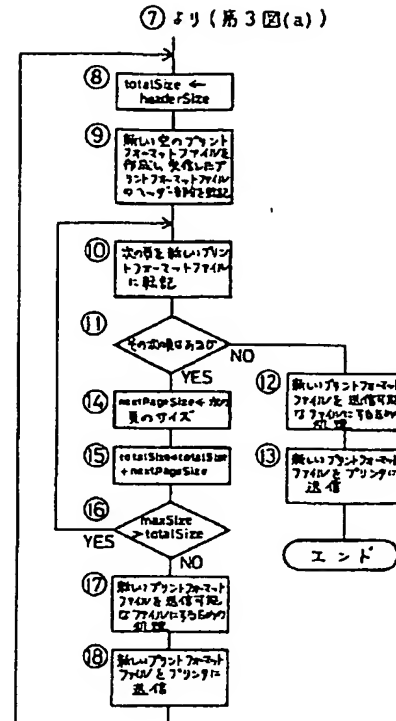 ⑦より(第3図(a))
⑧
totalSize ←
headerSize
⑨
新しい空のプリント
フォーマットファイルを
作成し、受信したプ
リントフォーマットファイル
のヘッダー部を転記
⑩
次の頁を新しいプリン
トフォーマットファイル
に転記
⑪
その次の頁はあるか
NO
YES
⑫
新しいプリントフォーマット
ファイルを送信可能
なファイルにするための
処理
⑬
新しいプリントフォーマット
ファイルをプリンタに
送信
エンド
⑭
nextPageSize ← 次の
頁のサイズ
⑮
totalSize←totalSize
+nextPageSize
⑯
maxSize
>totalSize
YES
NO
⑰
新しいプリントフォーマット
ファイルを送信可能
なファイルにするための
処理
⑱
新しいプリントフォーマット
ファイルをプリンタに
送信